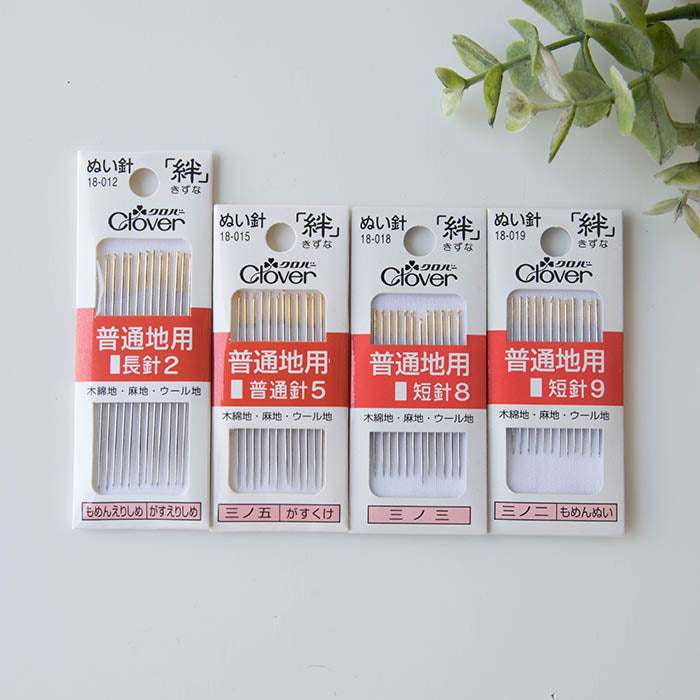 ぬい針 「絆」
18-012 きずな
クロバー
Clover
普通地用
長針2
木綿地・麻地・ウール地
もめんえりしめ がすえりしめ
ぬい針 「絆」
18-015 きずな
クロバー
Clover
普通地用
普通針5
木綿地・麻地・ウール地
三ノ五 がすくけ
ぬい針 「絆」
18-018 きずな
クロバー
Clover
普通地用
短針8
木綿地・麻地・ウール地
三ノ三
ぬい針 「絆」
18-019 きずな
クロバー
Clover
普通地用
短針9
木綿地・麻地・ウール地
三ノ二 もめんぬい